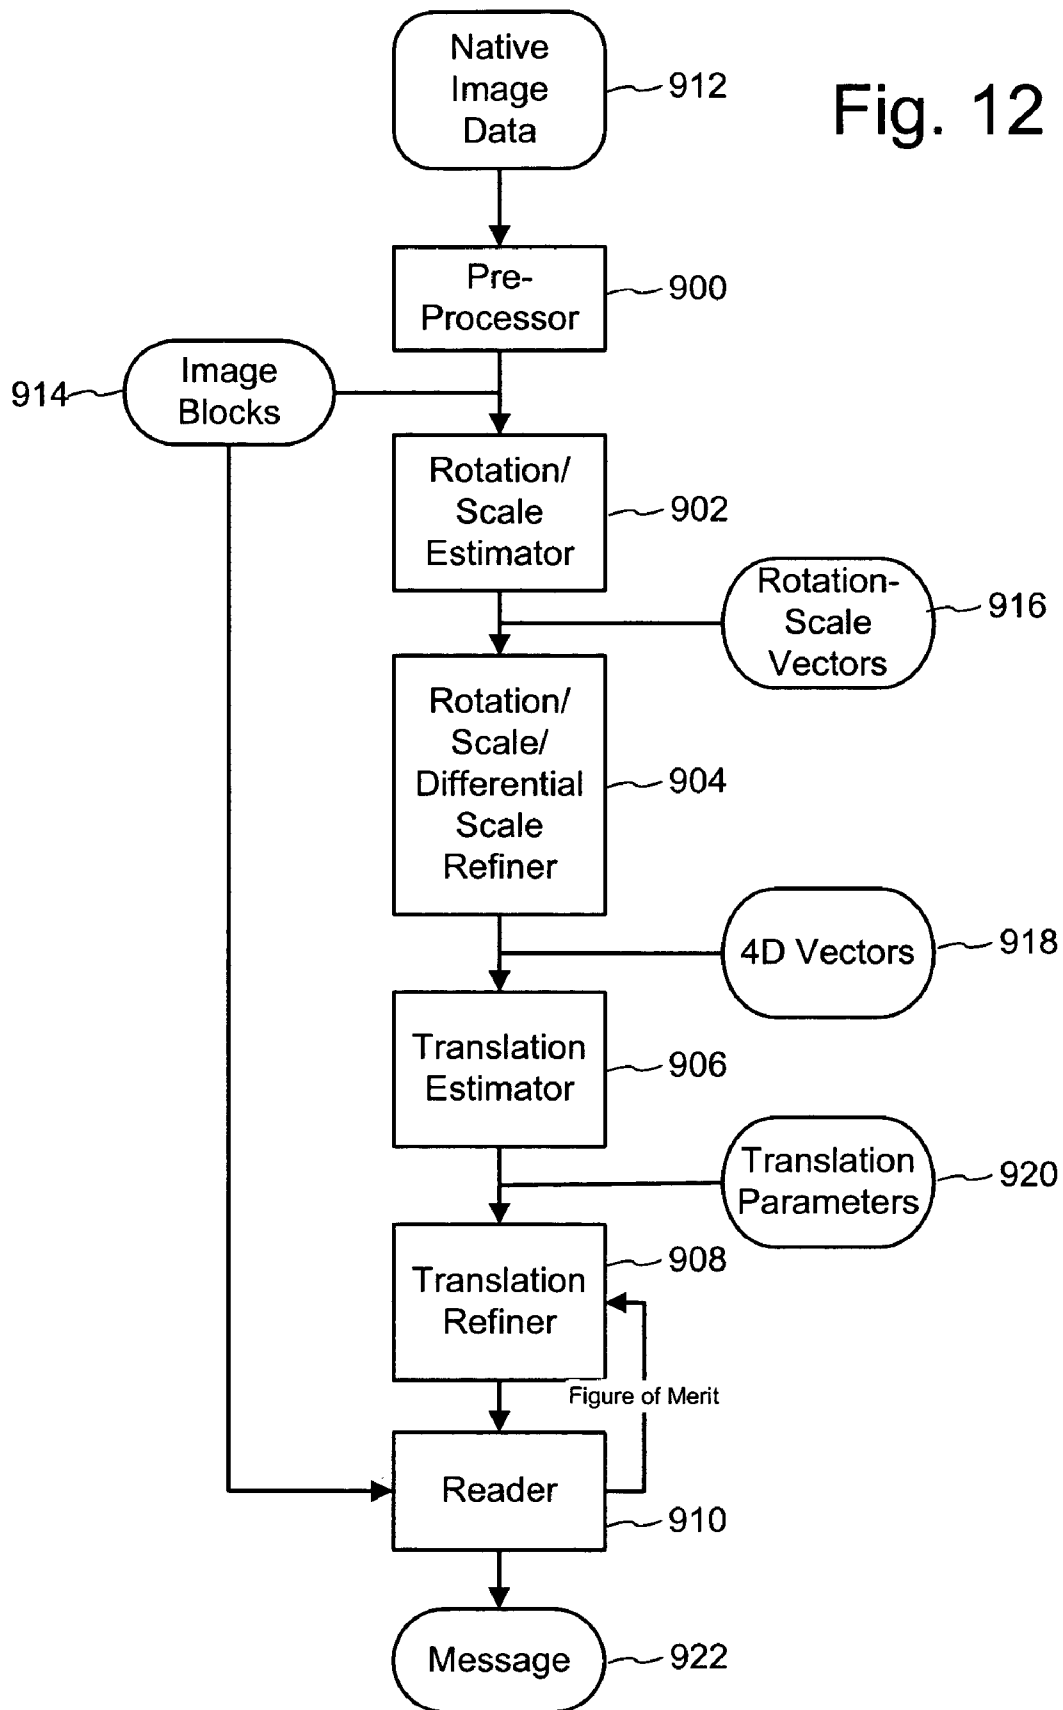 Native
Image
Data
912
Fig. 12
Pre-
Processor
900
Image
Blocks
914
Rotation/
Scale
Estimator
902
Rotation-
Scale
Vectors
916
Rotation/
Scale/
Differential
Scale
Refiner
904
4D Vectors
918
Translation
Estimator
906
Translation
Parameters
920
Translation
Refiner
908
Figure of Merit
Reader
910
Message
922